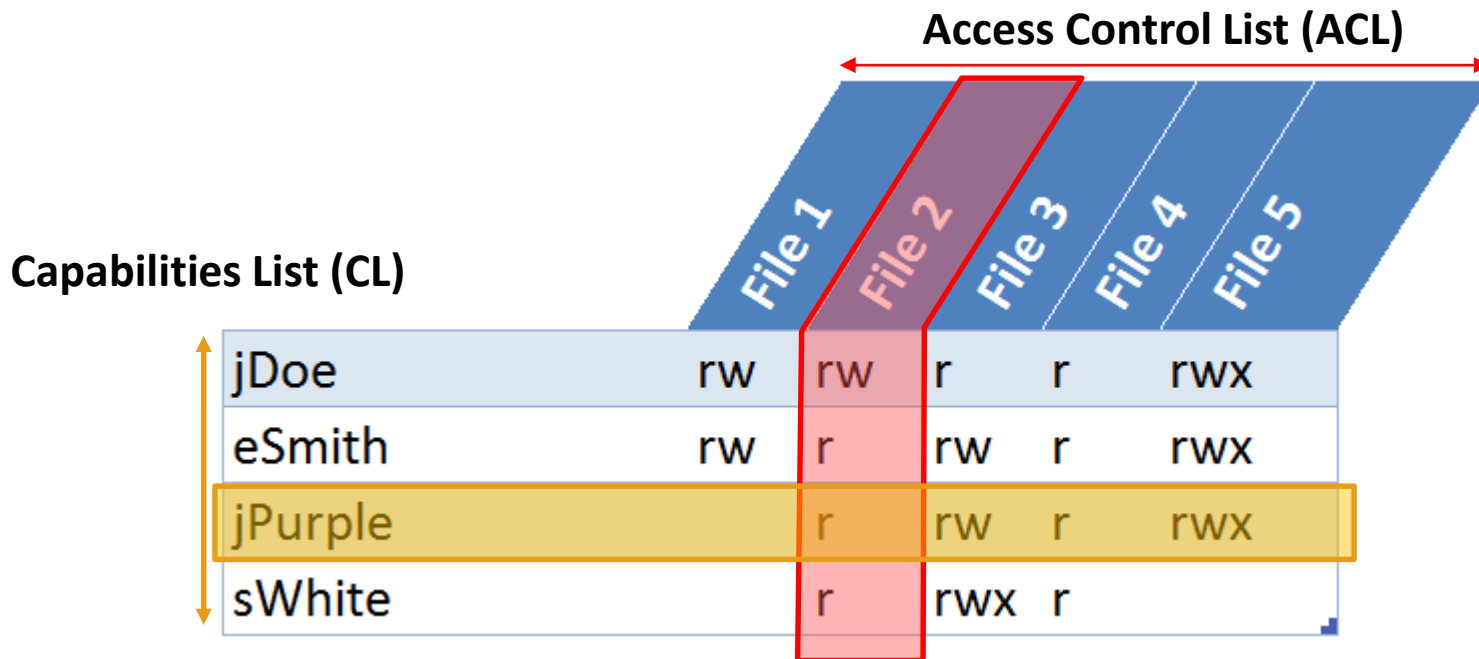 Access Control List (ACL)
File 1 File 2 File 3 File 4 File 5
Capabilities List (CL)
jDoe rw rw r r rwx
eSmith rw r rw r rwx
jPurple r rw r rwx
sWhite r rwx r